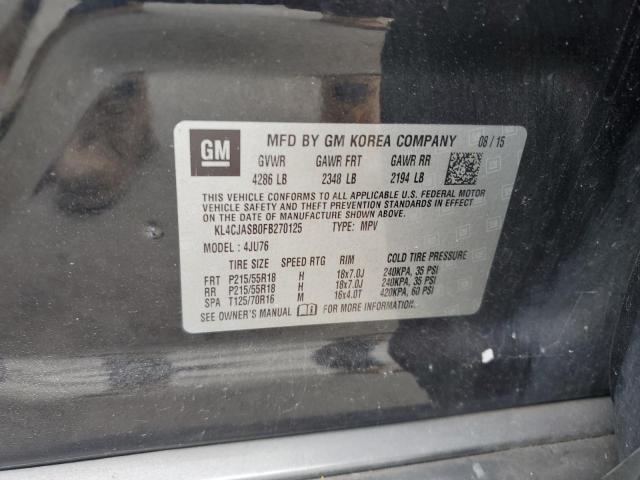 GM
MFD BY GM KOREA COMPANY 08/15
GVWR GAWR FRT GAWR RR
4286 LB 2348 LB 2194 LB
THIS VEHICLE CONFORMS TO ALL APPLICABLE U.S. FEDERAL MOTOR
VEHICLE SAFETY AND THEFT PREVENTION STANDARDS IN EFFECT ON
THE DATE OF MANUFACTURE SHOWN ABOVE.
KL4CJASB0FB270125 TYPE: MPV
MODEL: 4JU76
TIRE SIZE SPEED RTG RIM COLD TIRE PRESSURE
FRT P215/55R18 H 18x7.0J 240KPA, 35 PSI
RR P215/55R18 H 18x7.0J 240KPA, 35 PSI
SPA T125/70R16 M 16x4.0T 420KPA, 60 PSI
SEE OWNER'S MANUAL FOR MORE INFORMATION.